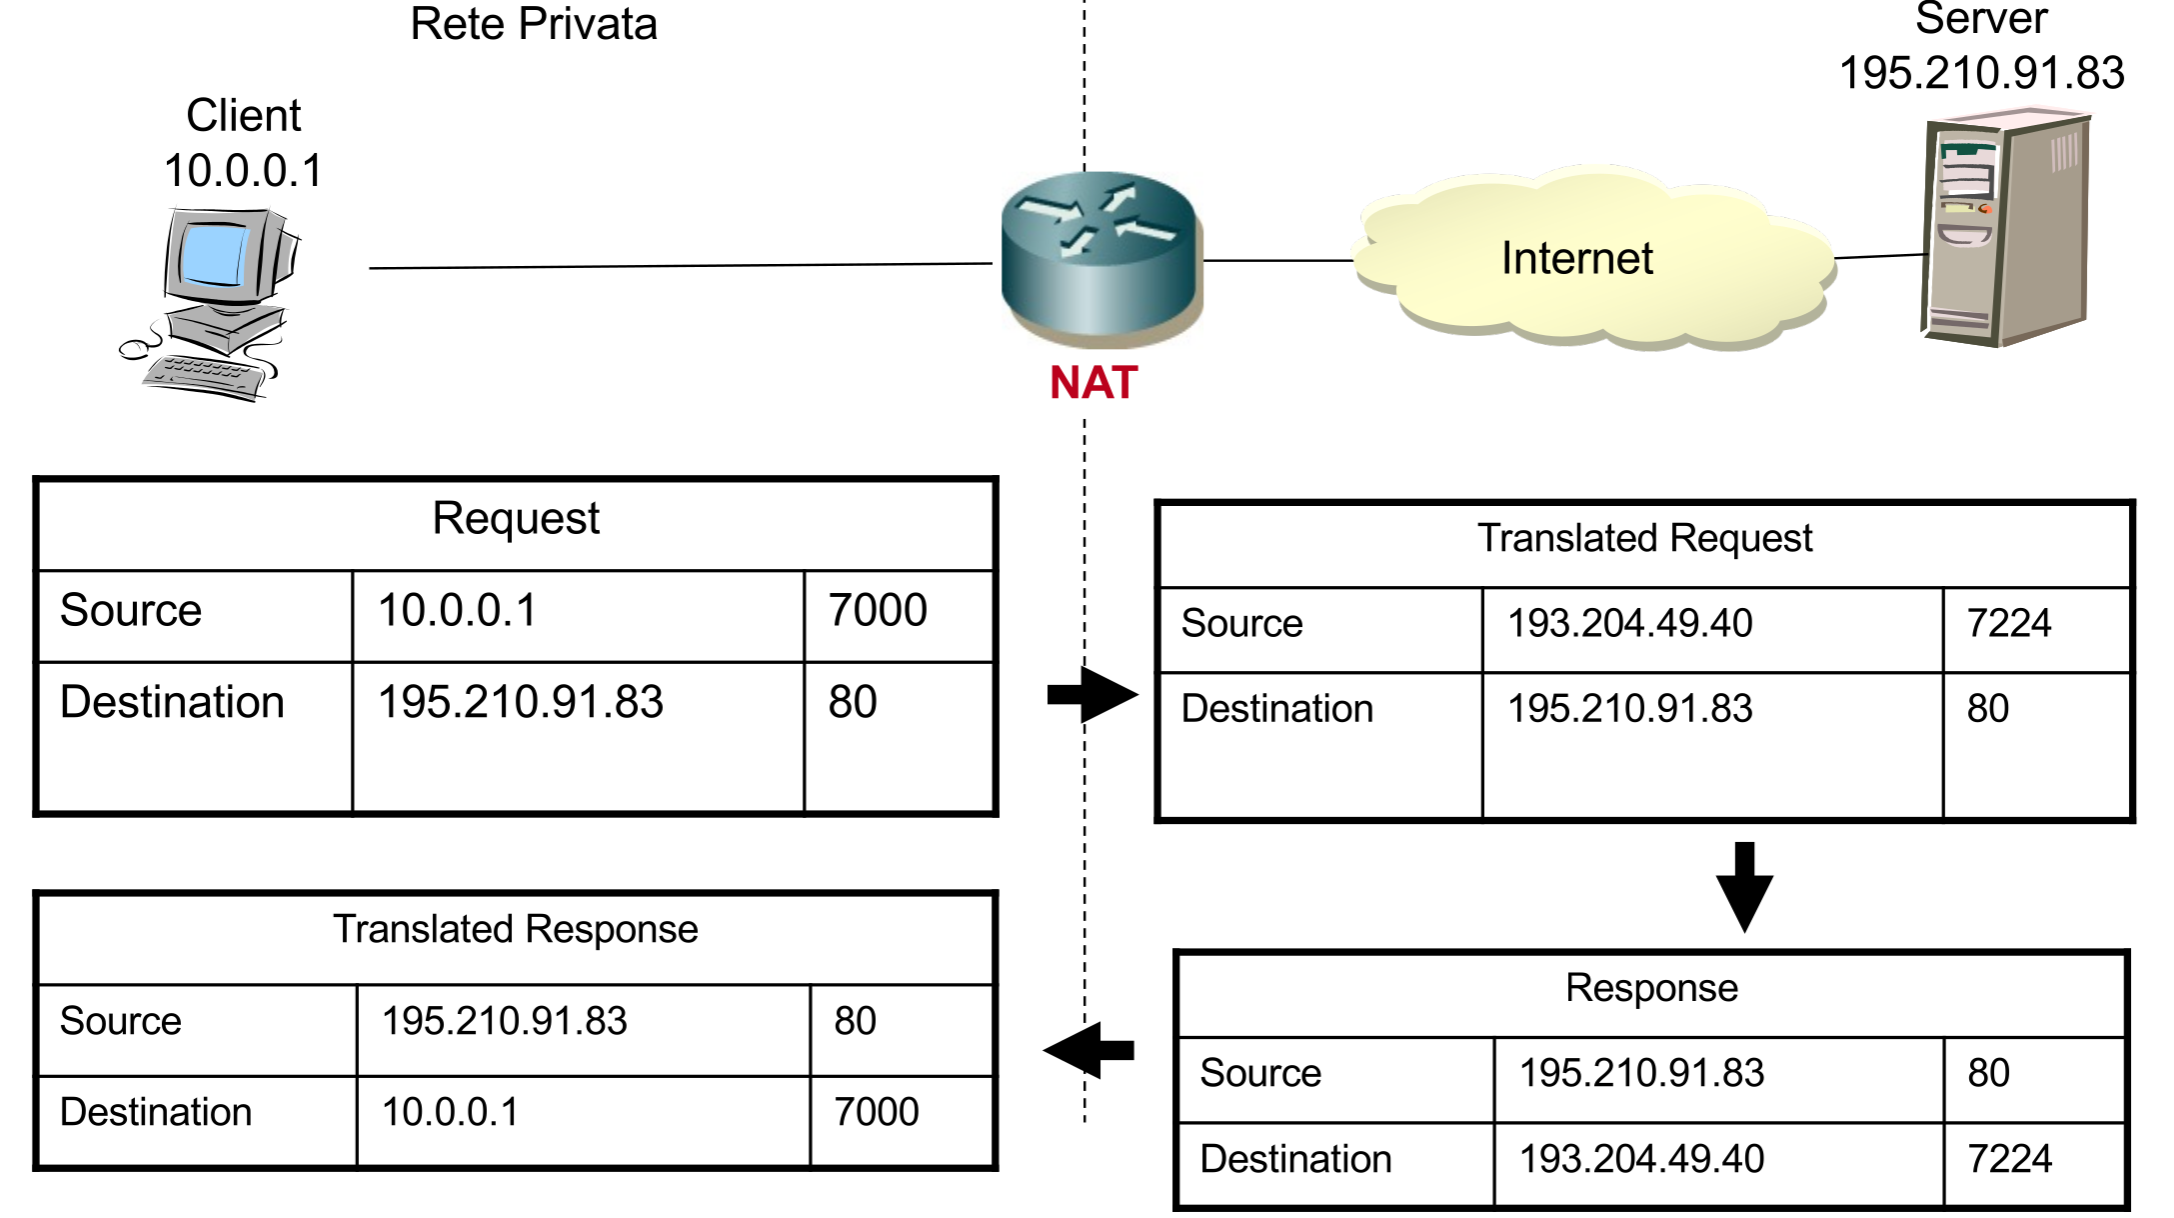 Rete Privata
Server
195.210.91.83
Client
10.0.0.1
Internet
NAT
Request
Source 10.0.0.1 7000
Destination 195.210.91.83 80
Translated Request
Source 193.204.49.40 7224
Destination 195.210.91.83 80
Translated Response
Source 195.210.91.83 80
Destination 10.0.0.1 7000
Response
Source 195.210.91.83 80
Destination 193.204.49.40 7224